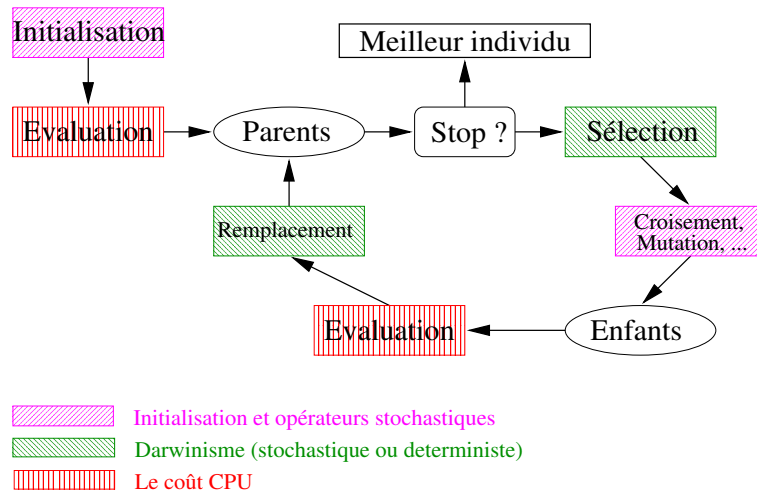 Initialisation
Meilleur individu
Evaluation
Parents
Stop ?
Sélection
Remplacement
Croisement,
Mutation, ...
Evaluation
Enfants
Initialisation et opérateurs stochastiques
Darwinisme (stochastique ou deterministe)
Le coût CPU